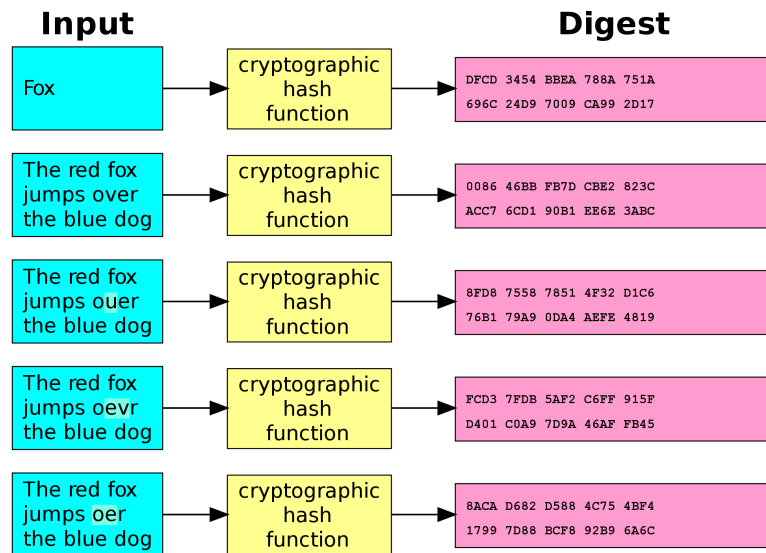 Input
Digest
Fox
cryptographic
hash
function
DFCD 3454 BBEA 788A 751A
696C 24D9 7009 CA99 2D17
The red fox
jumps over
the blue dog
cryptographic
hash
function
0086 46BB FB7D CBE2 823C
ACC7 6CD1 90B1 EE6E 3ABC
The red fox
jumps ouer
the blue dog
cryptographic
hash
function
8FD8 7558 7851 4F32 D1C6
76B1 79A9 0DA4 AEFE 4819
The red fox
jumps oevr
the blue dog
cryptographic
hash
function
FCD3 7FDB 5AF2 C6FF 915F
D401 C0A9 7D9A 46AF FB45
The red fox
jumps oer
the blue dog
cryptographic
hash
function
8ACA D682 D588 4C75 4BF4
1799 7D88 BCF8 92B9 6A6C